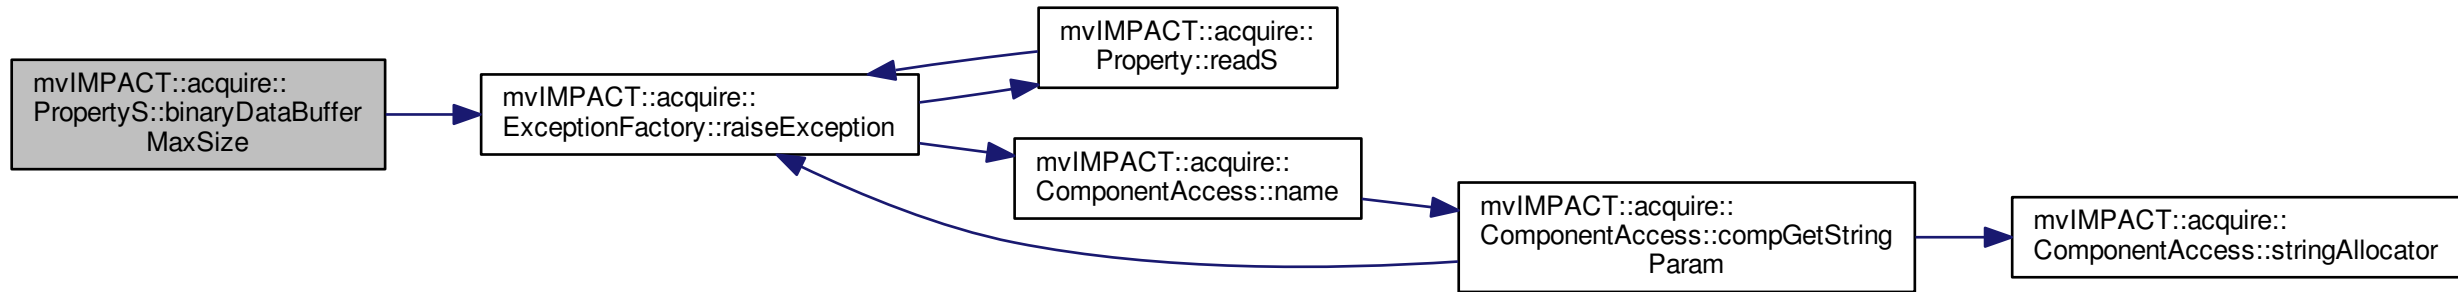 mvIMPACT::acquire::
PropertyS::binaryDataBuffer
MaxSize
mvIMPACT::acquire::
ExceptionFactory::raiseException
mvIMPACT::acquire::
Property::readS
mvIMPACT::acquire::
ComponentAccess::name
mvIMPACT::acquire::
ComponentAccess::compGetString
Param
mvIMPACT::acquire::
ComponentAccess::stringAllocator